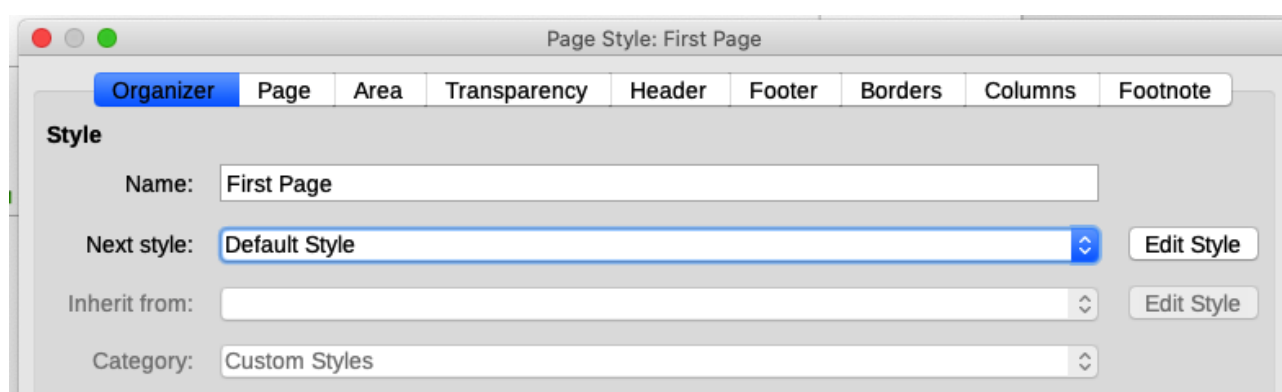 Page Style: First Page
Organizer Page Area Transparency Header Footer Borders Columns Footnote
Style
Name: First Page
Next style: Default Style Edit Style
Inherit from: Edit Style
Category: Custom Styles